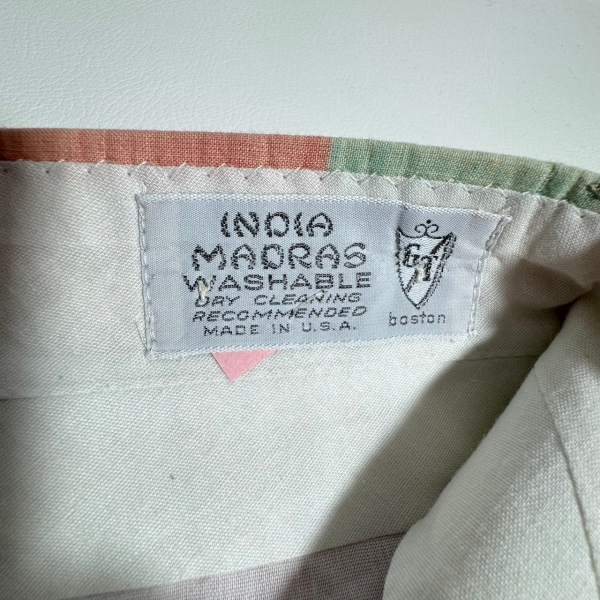 INDIA
MADRAS
WASHABLE
DRY CLEANING
RECOMMENDED
MADE IN U.S.A.
boston